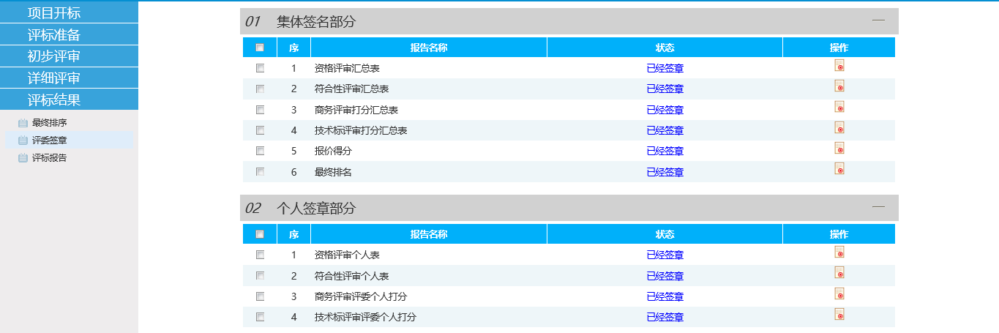 项目开标
评标准备
初步评审
详细评审
评标结果
最终排序
评委签章
评标报告
01 集体签名部分
序 报告名称 状态 操作
1 资格评审汇总表 已经签章
2 符合性评审汇总表 已经签章
3 商务评审打分汇总表 已经签章
4 技术标评审打分汇总表 已经签章
5 报价得分 已经签章
6 最终排名 已经签章
02 个人签章部分
序 报告名称 状态 操作
1 资格评审个人表 已经签章
2 符合性评审个人表 已经签章
3 商务评审评委个人打分 已经签章
4 技术标评审评委个人打分 已经签章